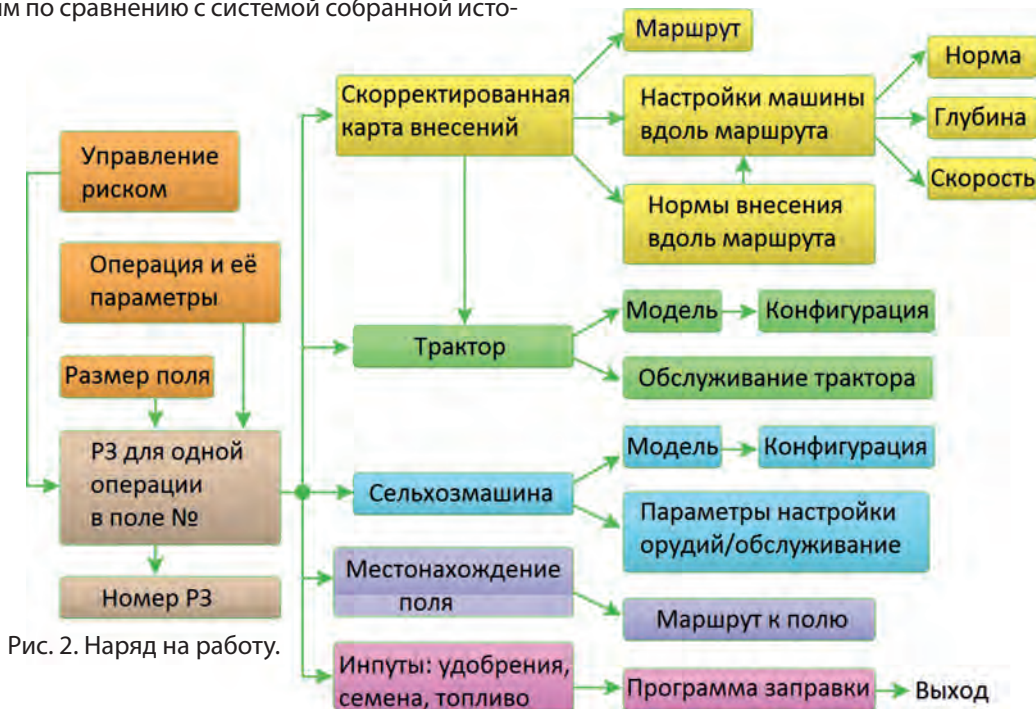 им по сравнению с системой собранной исто-
Управление
риском
Операция и её
параметры
Размер поля
РЗ для одной
операции
в поле №
Номер РЗ
Рис. 2. Наряд на работу.
Скорректированная
карта внесений
Маршрут
Настройки машины
вдоль маршрута
Нормы внесения
вдоль маршрута
Норма
Глубина
Скорость
Трактор
Модель
Конфигурация
Обслуживание трактора
Сельхозмашина
Модель
Конфигурация
Параметры настройки
орудий/обслуживание
Местонахождение
поля
Маршрут к полю
Инпуты: удобрения,
семена, топливо
Программа заправки
Выход